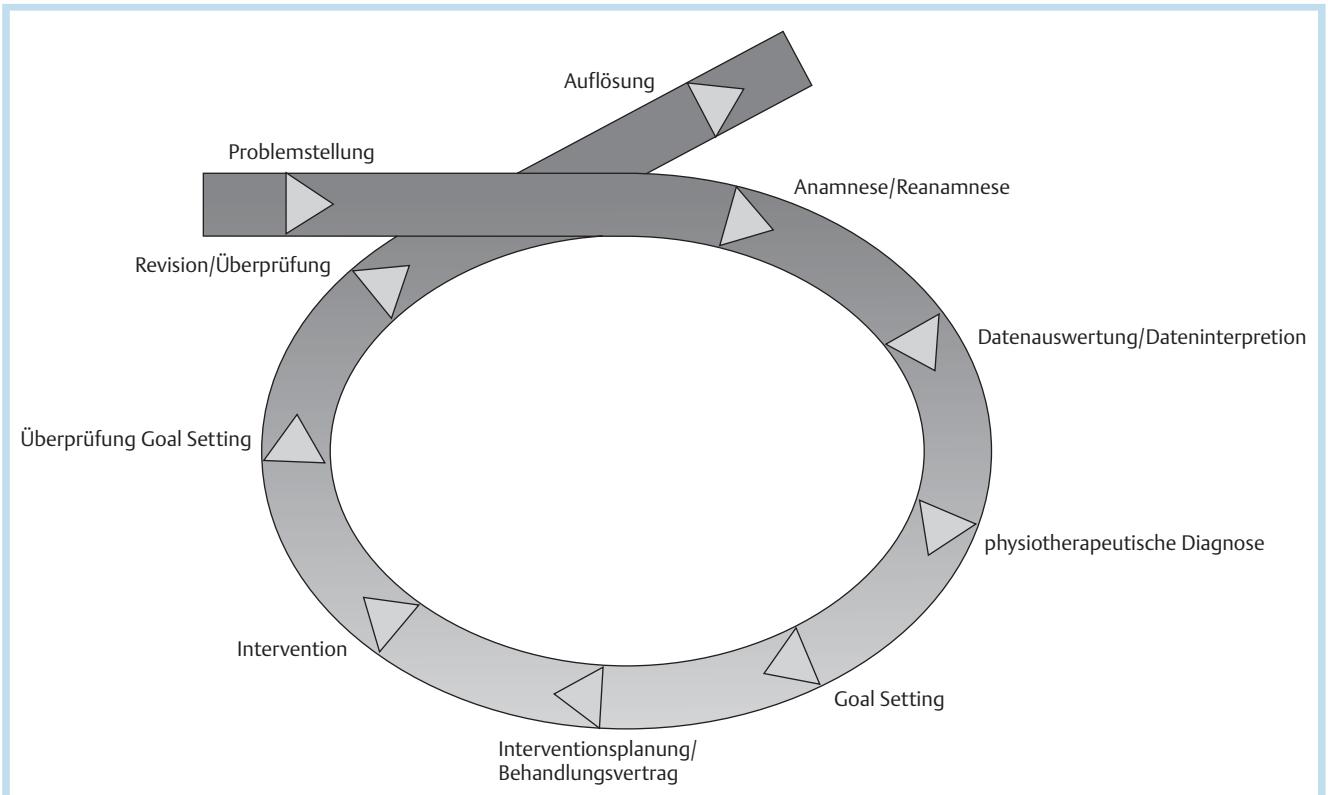 Auflösung
Problemstellung
Anamnese/Reanamnese
Revision/Überprüfung
Datenauswertung/Dateninterpretion
Überprüfung Goal Setting
physiotherapeutische Diagnose
Intervention
Goal Setting
Interventionsplanung/
Behandlungsvertrag